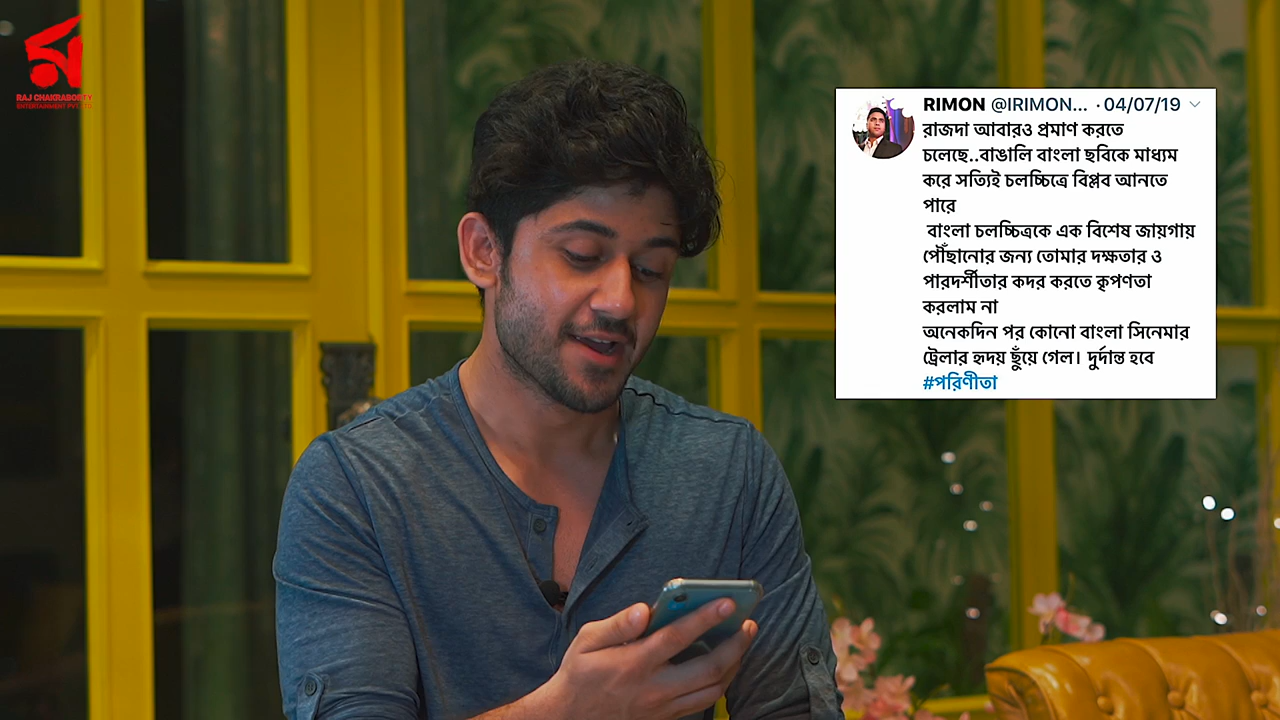 RAJ CHAKRABORTY
ENTERTAINMENT PVT. LTD.
RIMON @IRIMON... · 04/07/19
রাজদা আবারও প্রমাণ করতে
চলেছে..বাঙালি বাংলা ছবিকে মাধ্যম
করে সত্যিই চলচ্চিত্রে বিপ্লব আনতে
পারে
বাংলা চলচ্চিত্রকে এক বিশেষ জায়গায়
পৌঁছানোর জন্য তোমার দক্ষতার ও
পারদর্শীতার কদর করতে কৃপণতা
করলাম না
অনেকদিন পর কোনো বাংলা সিনেমার
ট্রেলার হৃদয় ছুঁয়ে গেল। দুর্দান্ত হবে
#পরিণীতা